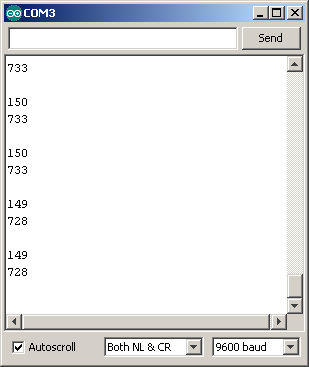 COM3
Send
733
150
733
150
733
149
728
149
728
Autoscroll
Both NL & CR
9600 baud